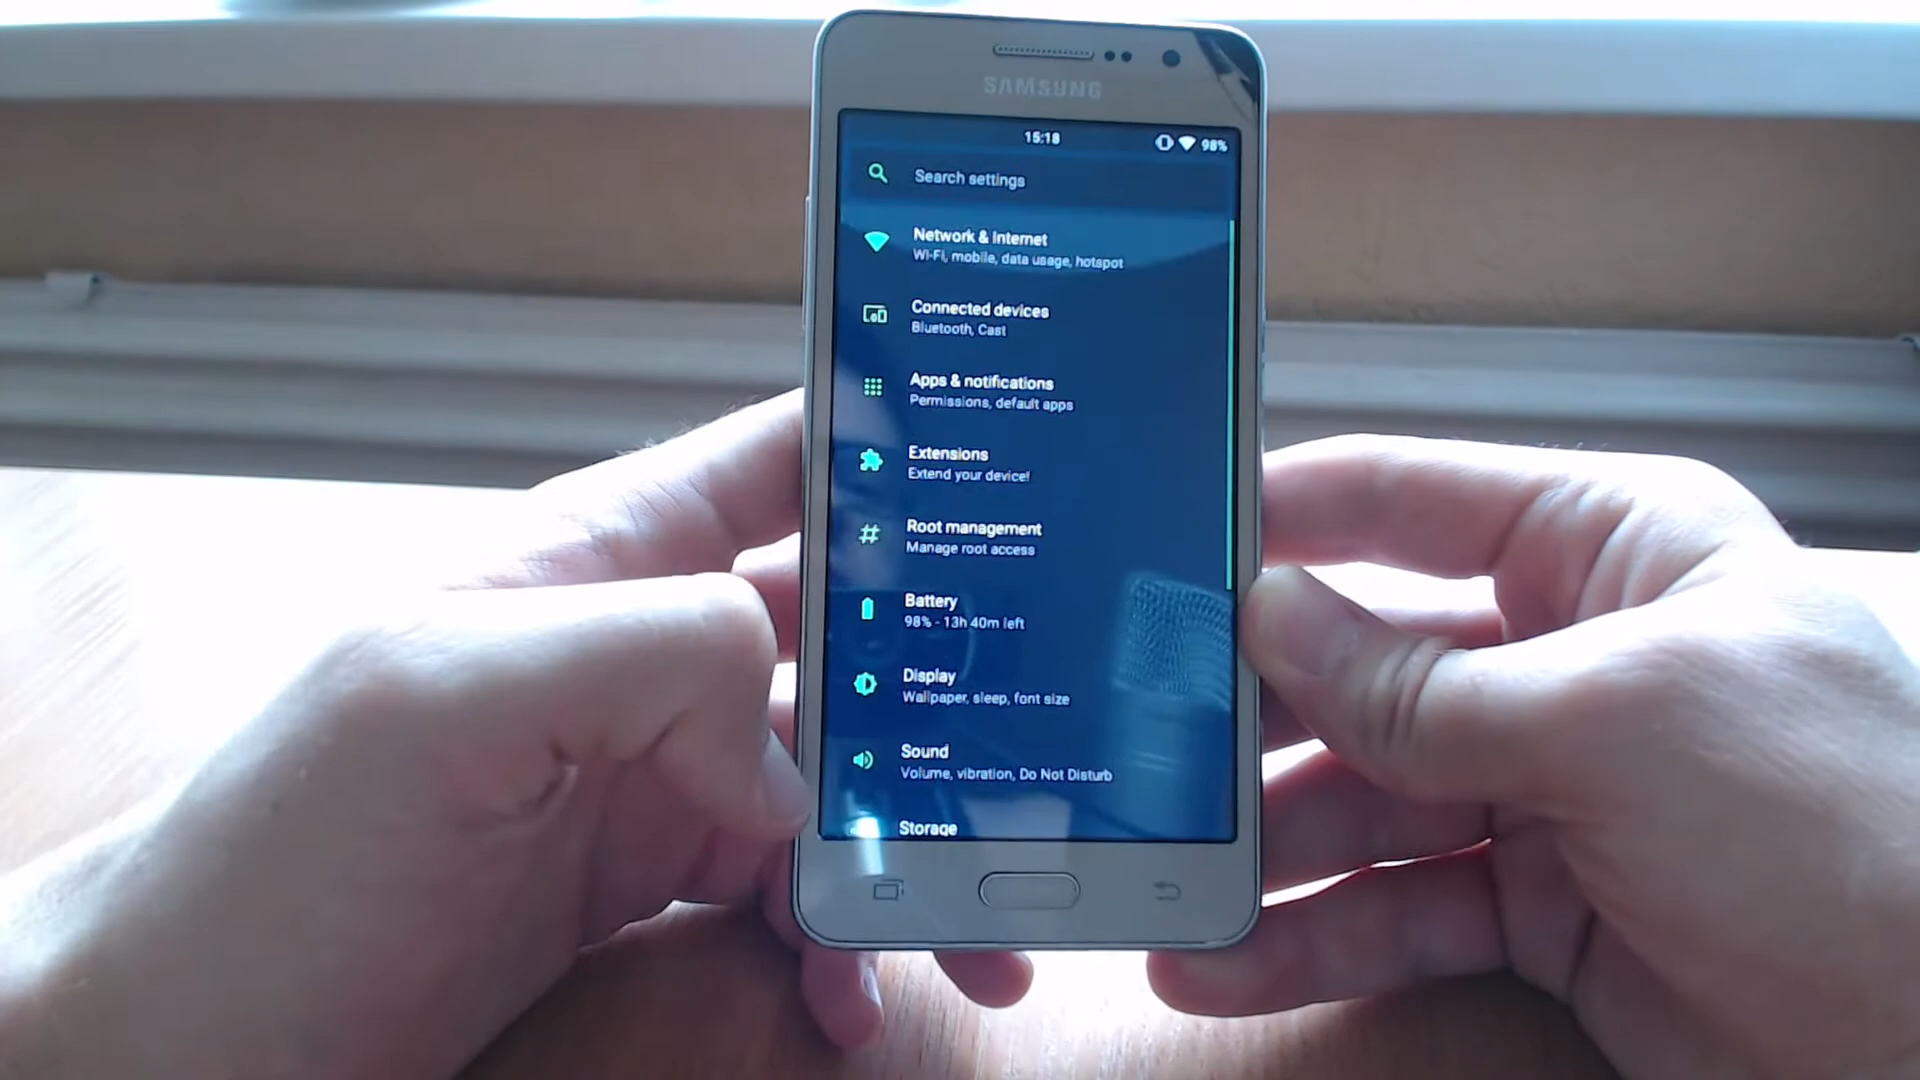 SAMSUNG
15:18 98%
Search settings
Network & Internet
Wi-Fi, mobile, data usage, hotspot
Connected devices
Bluetooth, Cast
Apps & notifications
Permissions, default apps
Extensions
Extend your device!
Root management
Manage root access
Battery
98% - 13h 40m left
Display
Wallpaper, sleep, font size
Sound
Volume, vibration, Do Not Disturb
Storage